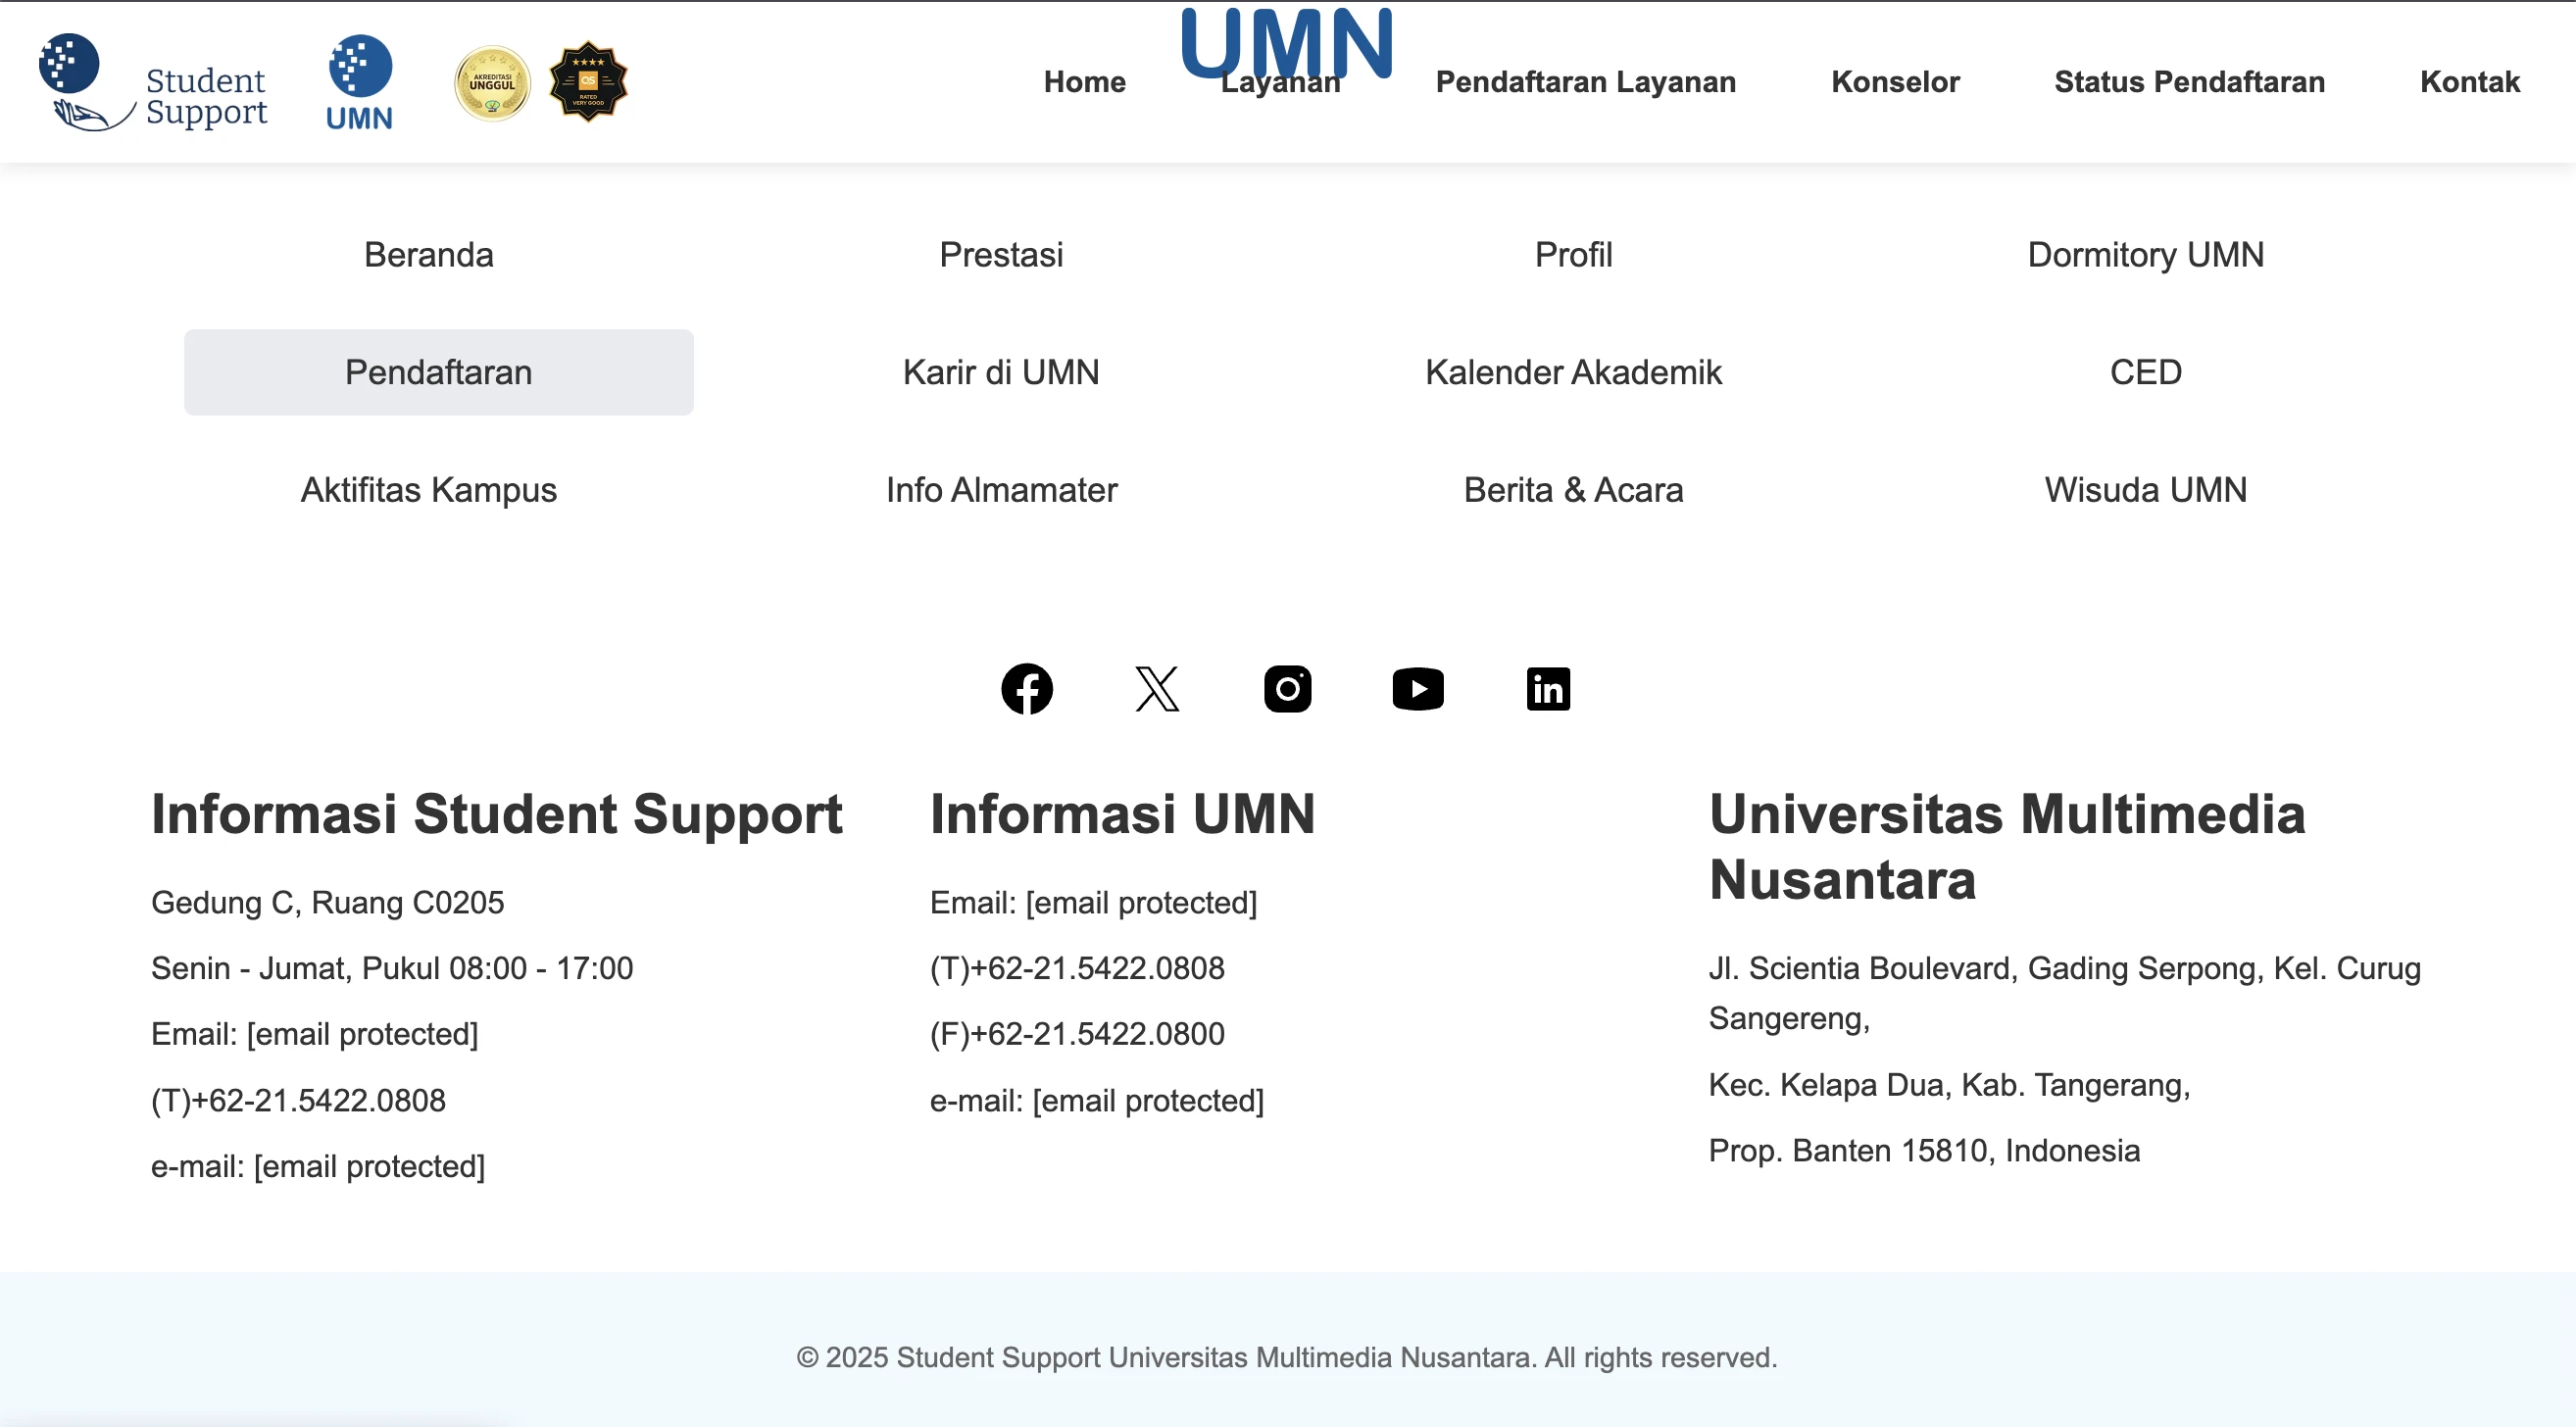 Student
Support
UMN
AKREDITASI
UNGGUL
QS
RATED
VERY GOOD
UMN
Home
Layanan
Pendaftaran Layanan
Konselor
Status Pendaftaran
Kontak
Beranda
Prestasi
Profil
Dormitory UMN
Pendaftaran
Karir di UMN
Kalender Akademik
CED
Aktifitas Kampus
Info Almamater
Berita & Acara
Wisuda UMN
Informasi Student Support
Gedung C, Ruang C0205
Senin - Jumat, Pukul 08:00 - 17:00
Email: [email protected]
(T)+62-21.5422.0808
e-mail: [email protected]
Informasi UMN
Email: [email protected]
(T)+62-21.5422.0808
(F)+62-21.5422.0800
e-mail: [email protected]
Universitas Multimedia
Nusantara
Jl. Scientia Boulevard, Gading Serpong, Kel. Curug
Sangereng,
Kec. Kelapa Dua, Kab. Tangerang,
Prop. Banten 15810, Indonesia
© 2025 Student Support Universitas Multimedia Nusantara. All rights reserved.